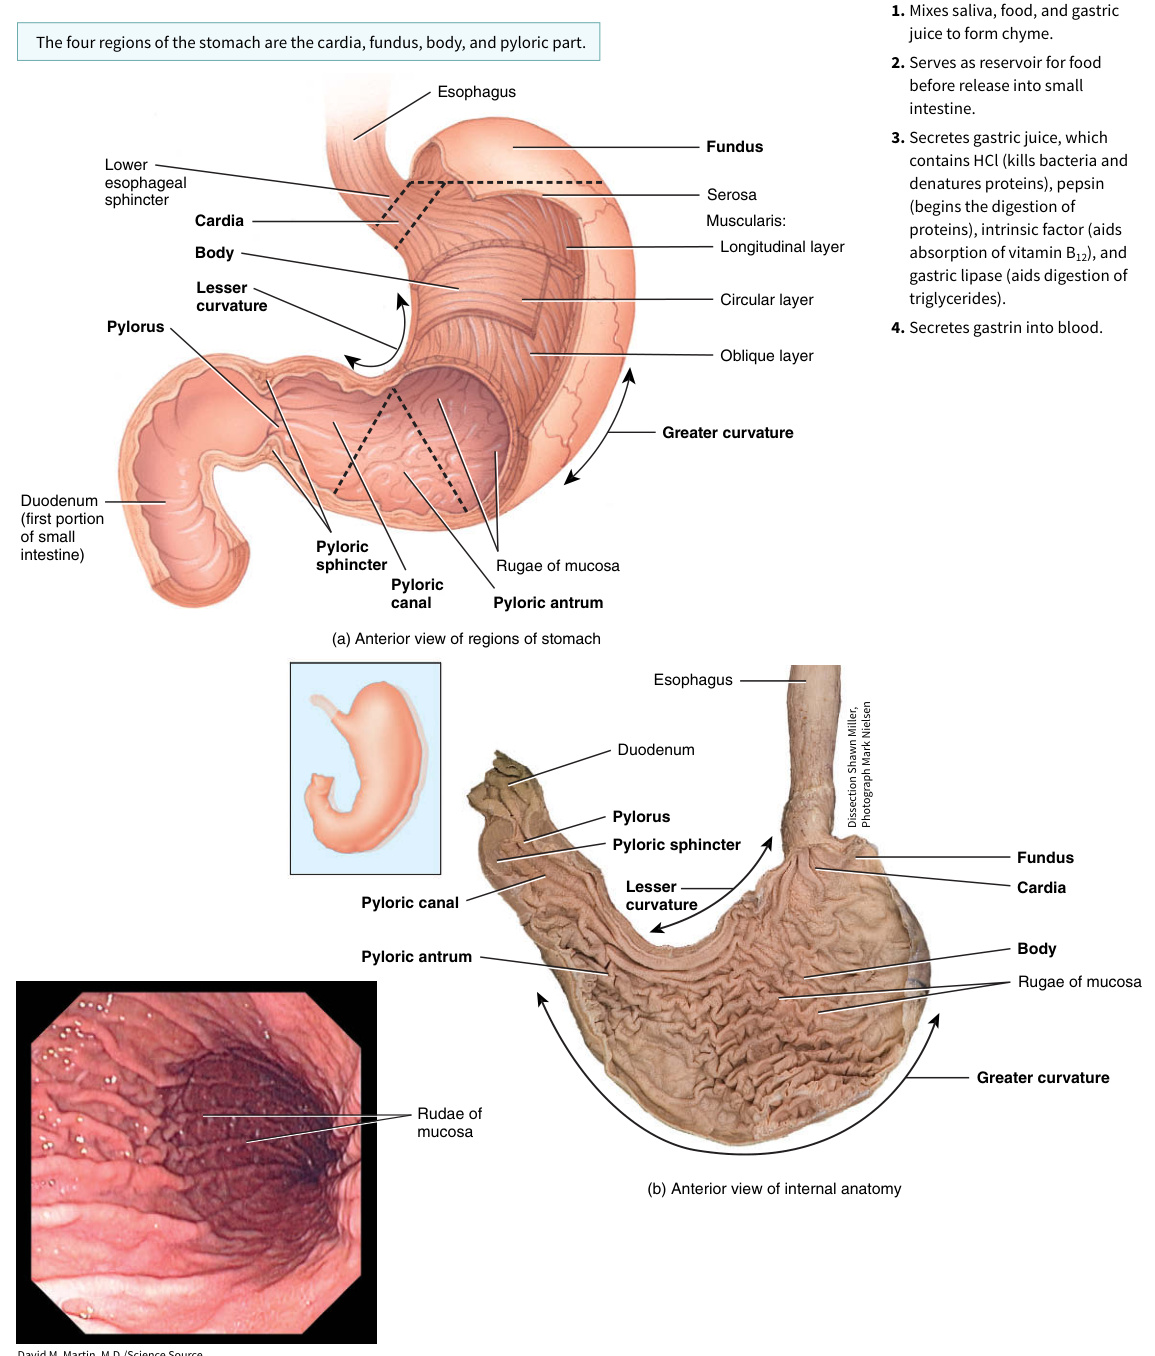 The four regions of the stomach are the cardia, fundus, body, and pyloric part.
1. Mixes saliva, food, and gastric
juice to form chyme.
2. Serves as reservoir for food
before release into small
intestine.
3. Secretes gastric juice, which
contains HCl (kills bacteria and
denatures proteins), pepsin
(begins the digestion of
proteins), intrinsic factor (aids
absorption of vitamin B12), and
gastric lipase (aids digestion of
triglycerides).
4. Secretes gastrin into blood.
Esophagus
Lower
esophageal
sphincter
Cardia
Body
Lesser
curvature
Pylorus
Duodenum
(first portion
of small
intestine)
Fundus
Serosa
Muscularis:
Longitudinal layer
Circular layer
Oblique layer
Greater curvature
Pyloric
sphincter
Pyloric
canal
Rugae of mucosa
Pyloric antrum
(a) Anterior view of regions of stomach
Esophagus
Dissection Shawn Miller,
Photograph Mark Nielsen
Duodenum
Pylorus
Pyloric sphincter
Lesser
curvature
Pyloric canal
Pyloric antrum
Fundus
Cardia
Body
Rugae of mucosa
Greater curvature
(b) Anterior view of internal anatomy
Rudae of
mucosa
David M. Martin, M.D./Science Source